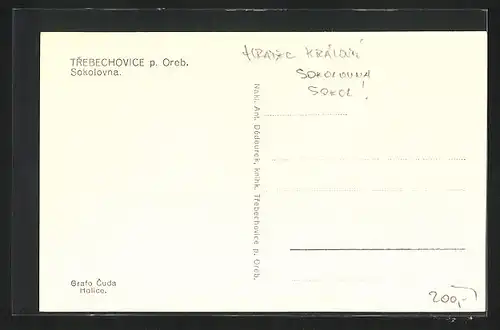 TŘEBECHOVICE p. Oreb.
Sokolovna.
HRADEC KRÁLOVÉ
SOKOLOVNA
SOKOL!
Nakl. Ant. Dědourek, knihk. Třebechovice p. Oreb.
Grafo Čuda
Holice.
200,-